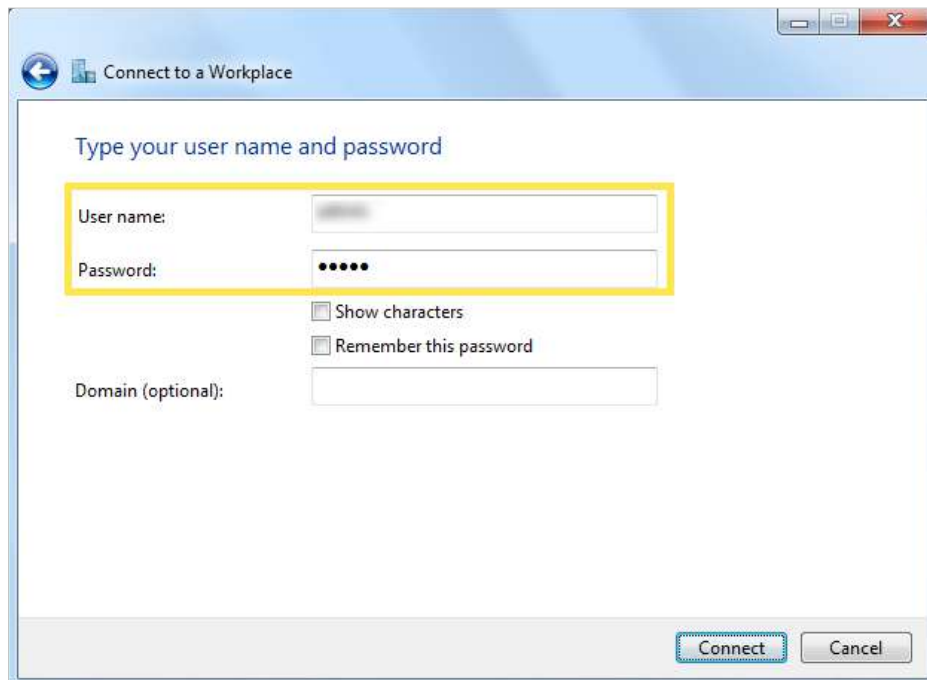 Connect to a Workplace
Type your user name and password
User name:
Password: •••••
Show characters
Remember this password
Domain (optional):
Connect Cancel